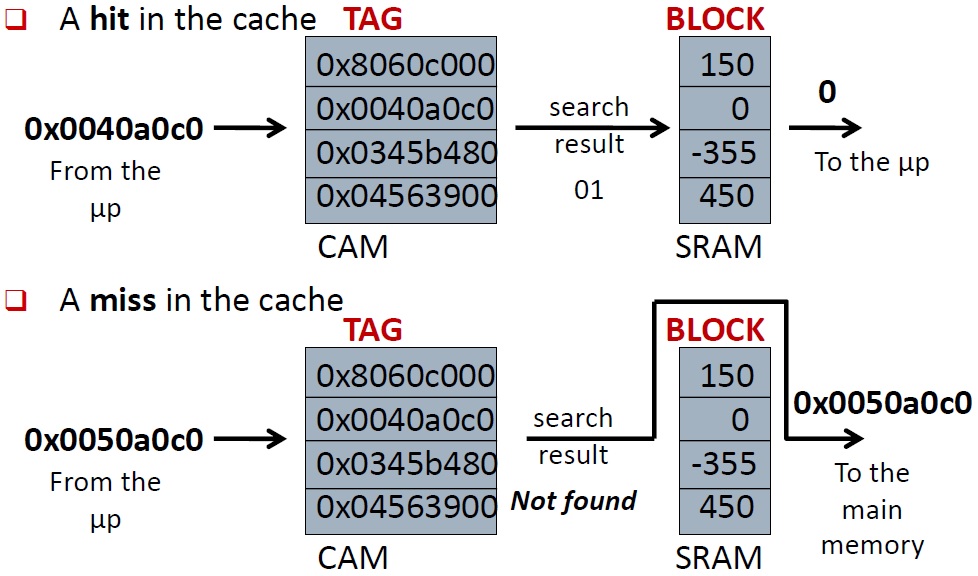 ❑ A hit in the cache
TAG
BLOCK
0x8060c000
0x0040a0c0
0x0345b480
0x04563900
CAM
0x0040a0c0
From the
μp
search
result
01
150
0
-355
450
SRAM
0
To the μp
❑ A miss in the cache
TAG
BLOCK
0x8060c000
0x0040a0c0
0x0345b480
0x04563900
CAM
0x0050a0c0
From the
μp
search
result
Not found
150
0
-355
450
SRAM
0x0050a0c0
To the
main
memory